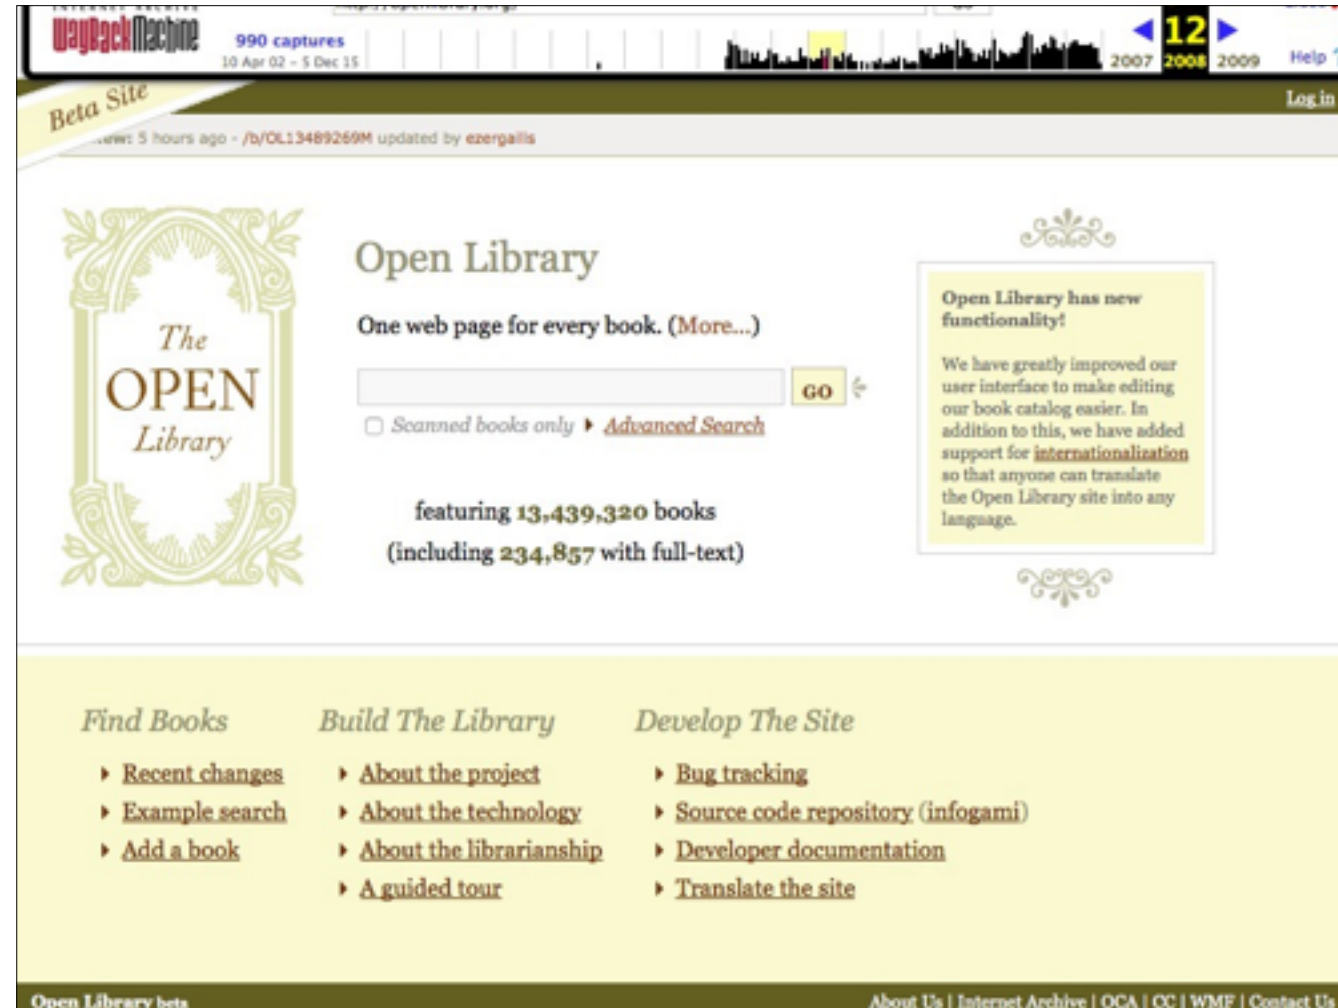 WayBackMachine
990 captures
10 Apr 02 - 5 Dec 15
12
2007 2008 2009
Help
Beta Site
Log in
5 hours ago - /b/OL13489269M updated by ezergailis
The
OPEN
Library
Open Library
One web page for every book. (More...)
GO
Scanned books only Advanced Search
featuring 13,439,320 books
(including 234,857 with full-text)
Open Library has new
functionality!
We have greatly improved our
user interface to make editing
our book catalog easier. In
addition to this, we have added
support for internationalization
so that anyone can translate
the Open Library site into any
language.
Find Books
Recent changes
Example search
Add a book
Build The Library
About the project
About the technology
About the librarianship
A guided tour
Develop The Site
Bug tracking
Source code repository (infogami)
Developer documentation
Translate the site
Open Library beta
About Us | Internet Archive | OCA | CC | WMF | Contact Us